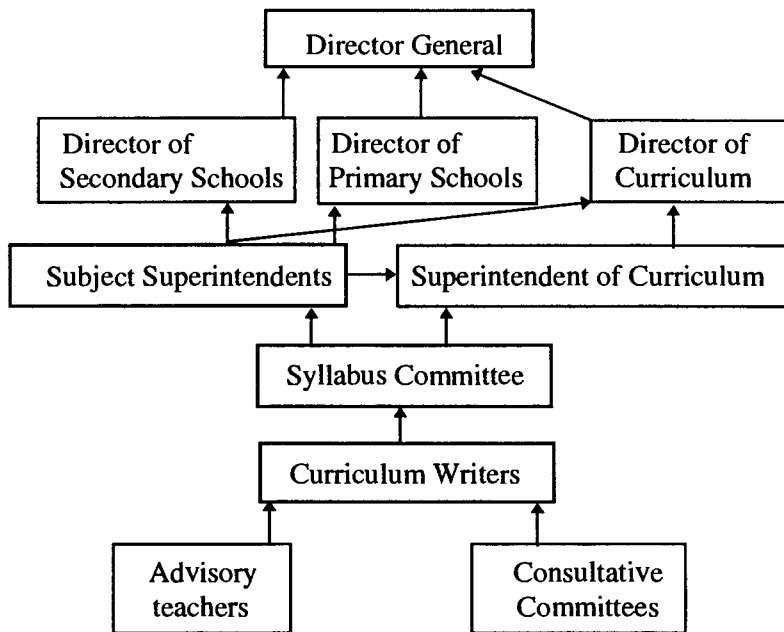 Director General
Director of
Secondary Schools
Director of
Primary Schools
Director of
Curriculum
Subject Superintendents
Superintendent of Curriculum
Syllabus Committee
Curriculum Writers
Advisory
teachers
Consultative
Committees